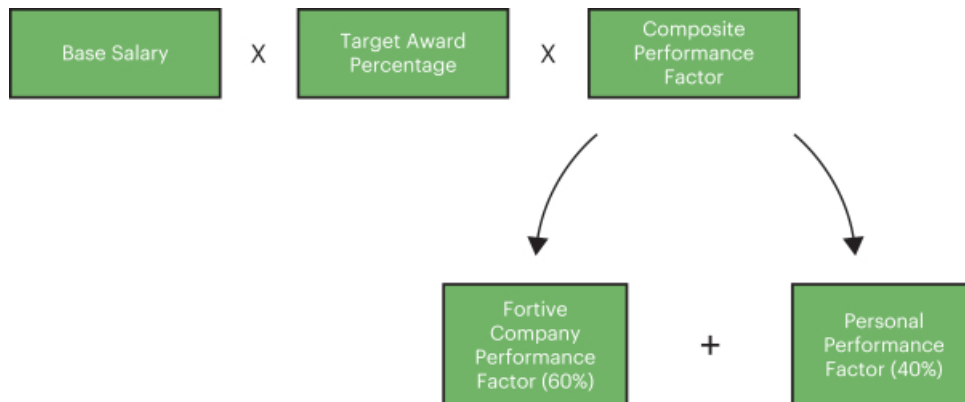 Base Salary
X
Target Award
Percentage
X
Composite
Performance
Factor
Fortive
Company
Performance
Factor (60%)
+
Personal
Performance
Factor (40%)